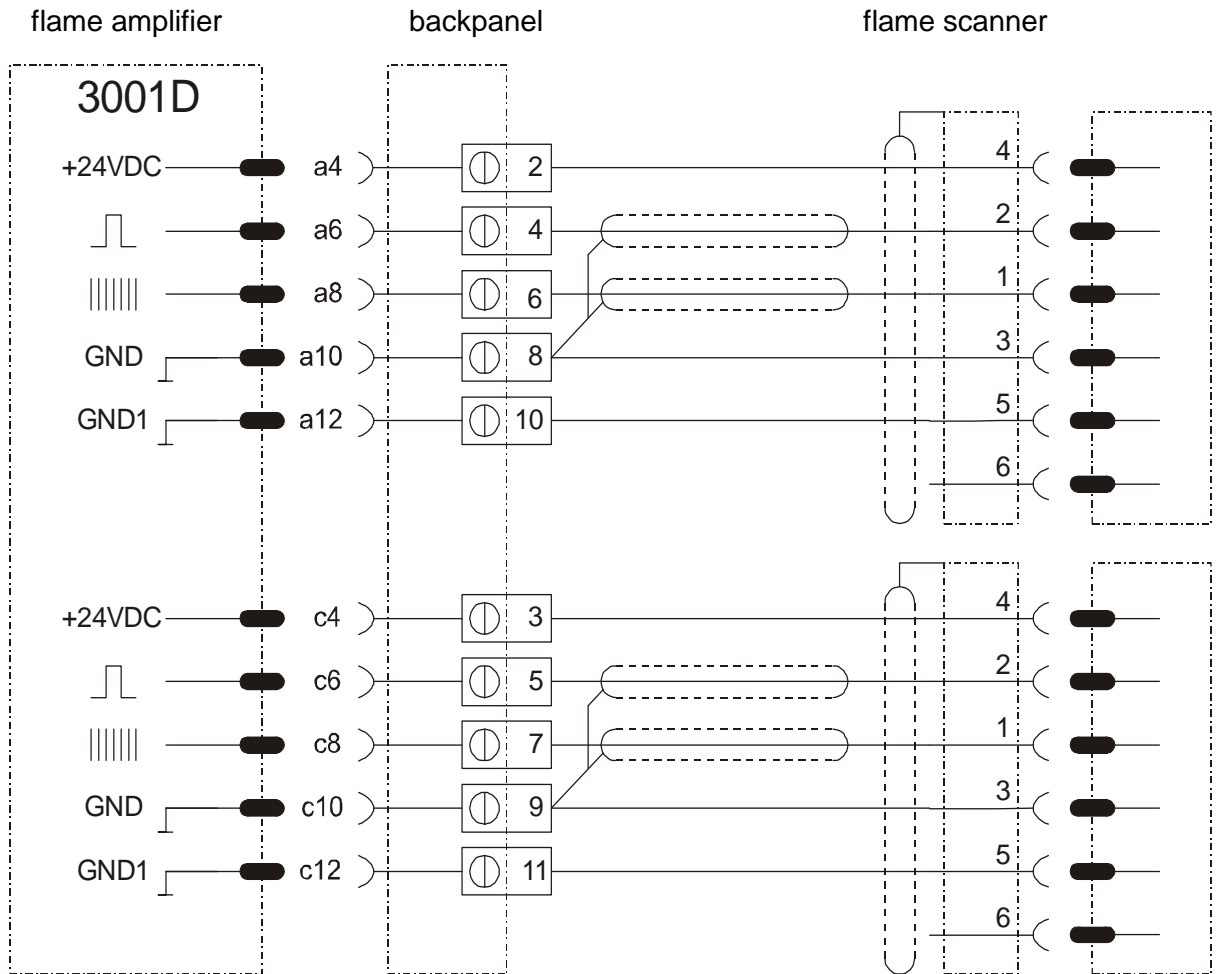 flame amplifier backpanel flame scanner
3001D
+24VDC a4 2 4
a6 4 2
a8 6 1
GND a10 8 3
GND1 a12 10 5
6
+24VDC c4 3 4
c6 5 2
c8 7 1
GND c10 9 3
GND1 c12 11 5
6